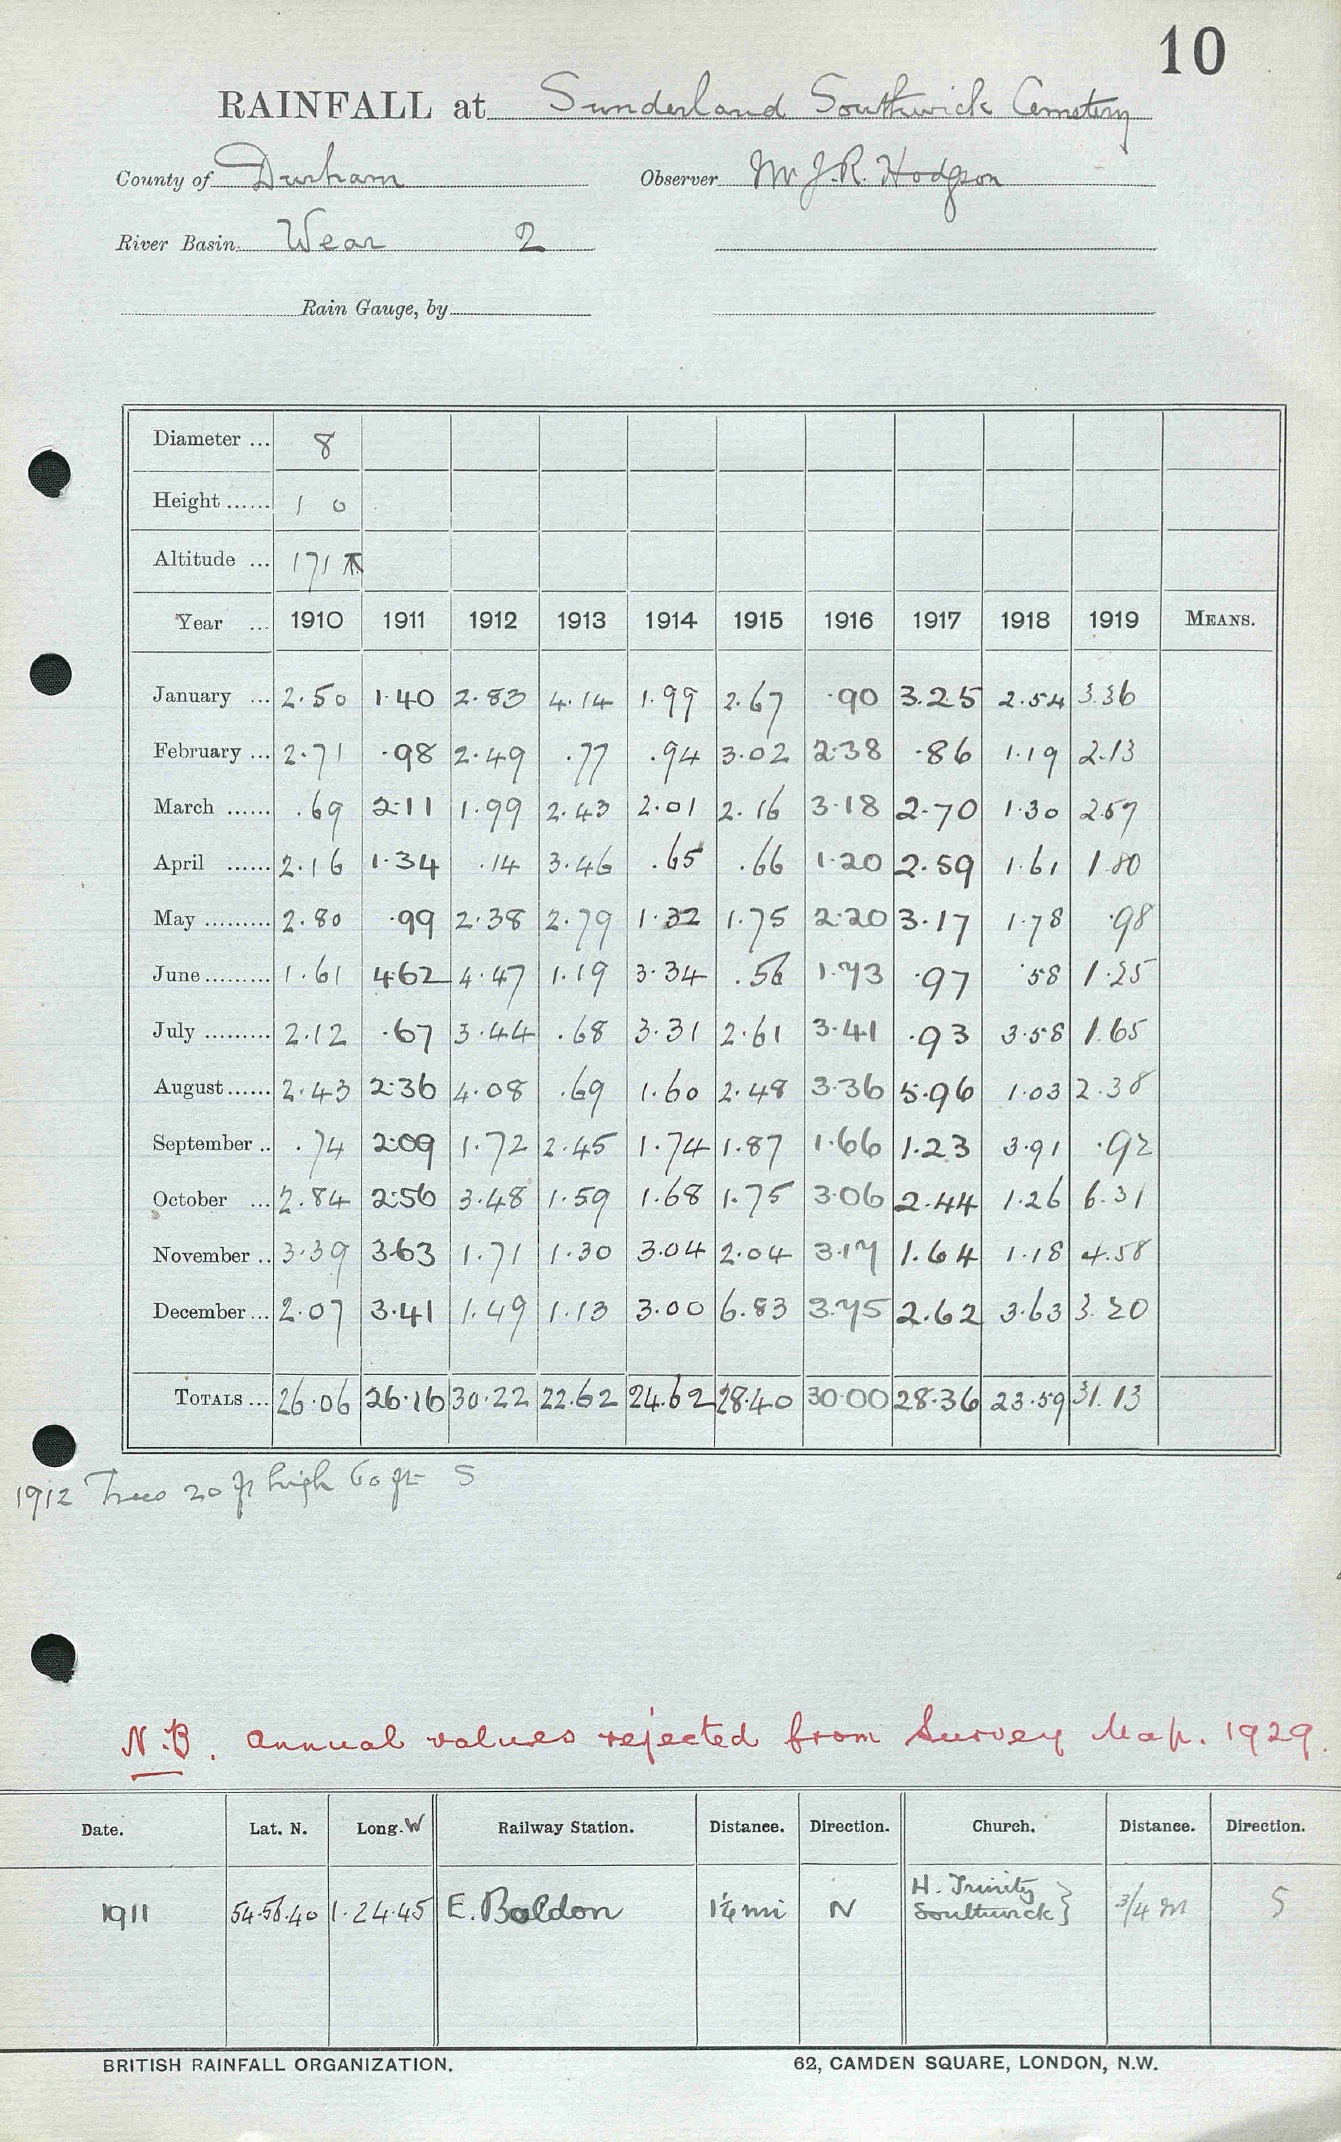 10
RAINFALL at Sunderland Southwick Cemetery
County of Durham Observer Mr J.R. Hodgson
River Basin Wear 2
Rain Gauge, by
Diameter ... 8
Height ...... 1 0
Altitude ... 171
Year ... 1910 1911 1912 1913 1914 1915 1916 1917 1918 1919 MEANS.
January ... 2.50 1.40 2.83 4.14 1.99 2.67 .90 3.25 2.54 3.36
February ... 2.71 .98 2.49 .77 .94 3.02 2.38 .86 1.19 2.13
March ...... .69 2.11 1.99 2.43 2.01 2.16 3.18 2.70 1.30 2.57
April ...... 2.16 1.34 .14 3.46 .65 .66 1.20 2.59 1.61 1.80
May ......... 2.80 .99 2.38 2.79 1.32 1.75 2.20 3.17 1.78 .98
June ......... 1.61 4.62 4.47 1.19 3.34 .56 1.73 .97 .58 1.25
July ......... 2.12 .67 3.44 .68 3.31 2.61 3.41 .93 3.58 1.65
August ...... 2.43 2.36 4.08 .69 1.60 2.48 3.36 5.96 1.03 2.38
September .. .74 2.09 1.72 2.45 1.74 1.87 1.66 1.23 3.91 .92
October ... 2.84 2.56 3.48 1.59 1.68 1.75 3.06 2.44 1.26 6.31
November .. 3.39 3.63 1.71 1.30 3.04 2.04 3.17 1.64 1.18 4.58
December ... 2.07 3.41 1.49 1.13 3.00 6.83 3.75 2.62 3.63 3.20
TOTALS ... 26.06 26.16 30.22 22.62 24.62 28.40 30.00 28.36 23.59 31.13
1912 Trees 20 ft high 60 ft S
N.B. Annual values rejected from Survey Map. 1929.
Date. Lat. N. Long. W Railway Station. Distance. Direction. Church. Distance. Direction.
H. Trinity
1911 54.56.40 1.24.45 E. Boldon 1¼ mi N Southwick } 3/4 m S
BRITISH RAINFALL ORGANIZATION. 62, CAMDEN SQUARE, LONDON, N.W.